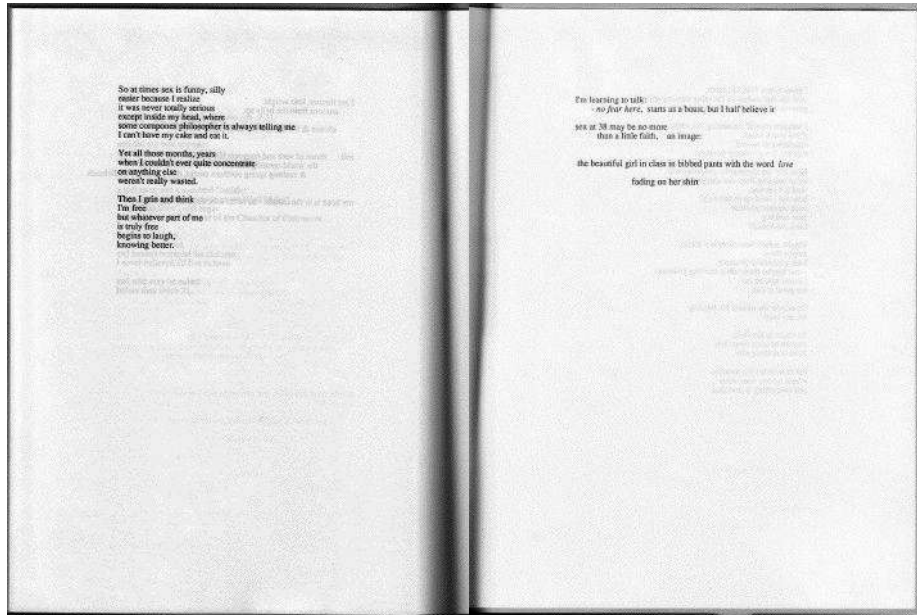 So at times sex is funny, silly
easier because I realize
it was never totally serious
except inside my head, where
some composes philosopher is always telling me
I can't have my cake and eat it.
Yet all those months, years
when I couldn't ever quite concentrate
on anything else
weren't really wasted.
Then I grin and think
I'm free
but whatever part of me
is truly free
begins to laugh,
knowing better.
I'm learning to talk:
- no fear here, starts as a boast, but I half believe it
sex at 38 may be no more
than a little faith, an image:
the beautiful girl in class in bibbed pants with the word love
fading on her shirt